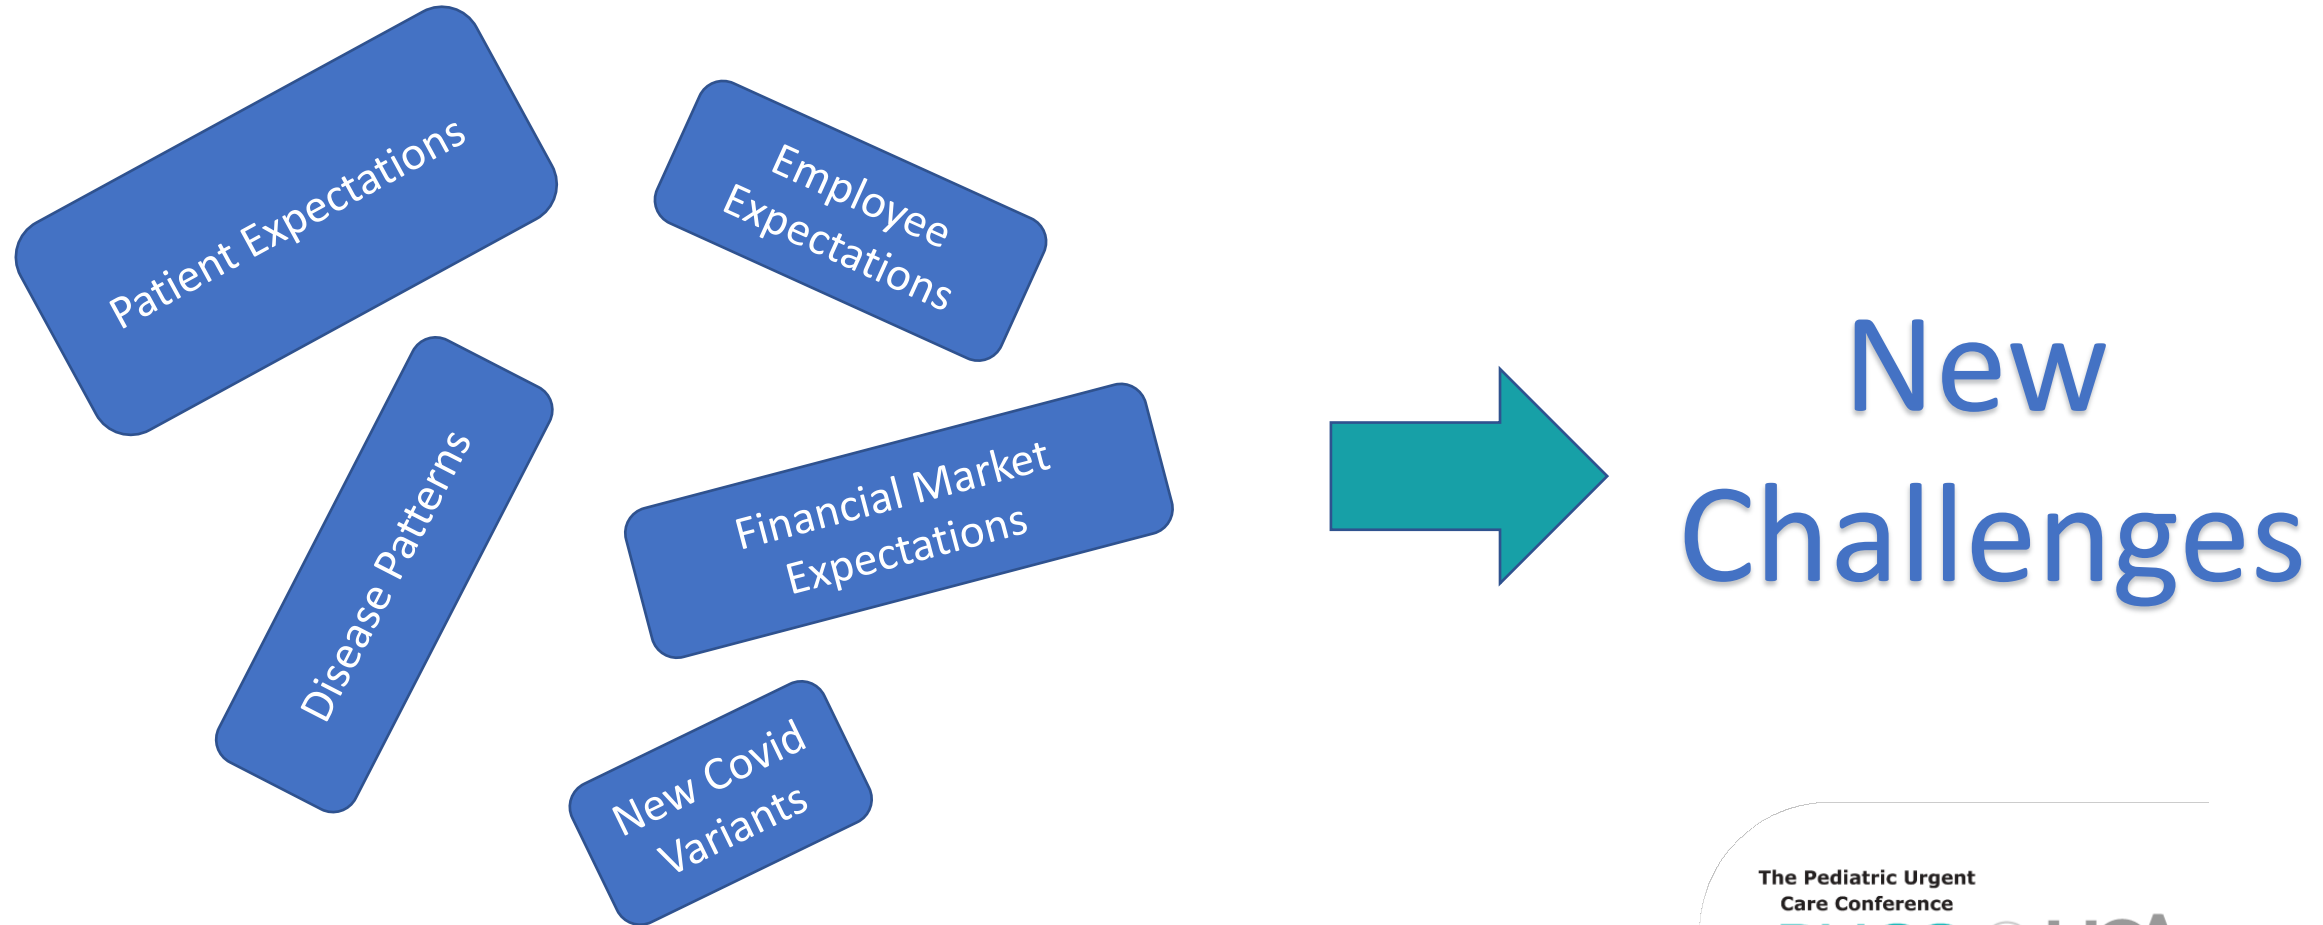 Patient Expectations
Employee
Expectations
Disease Patterns
Financial Market
Expectations
New Covid
Variants
New
Challenges
The Pediatric Urgent
Care Conference